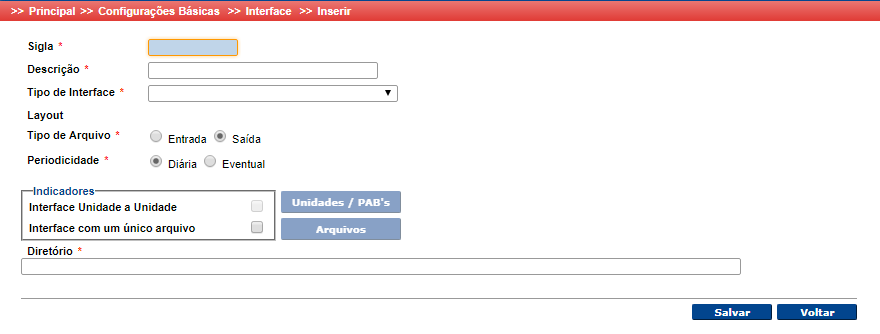 >> Principal >> Configurações Básicas >> Interface >> Inserir
Sigla *
Descrição *
Tipo de Interface *
Layout
Tipo de Arquivo * Entrada Saída
Periodicidade * Diária Eventual
Indicadores
Interface Unidade a Unidade Unidades / PAB's
Interface com um único arquivo Arquivos
Diretório *
Salvar Voltar